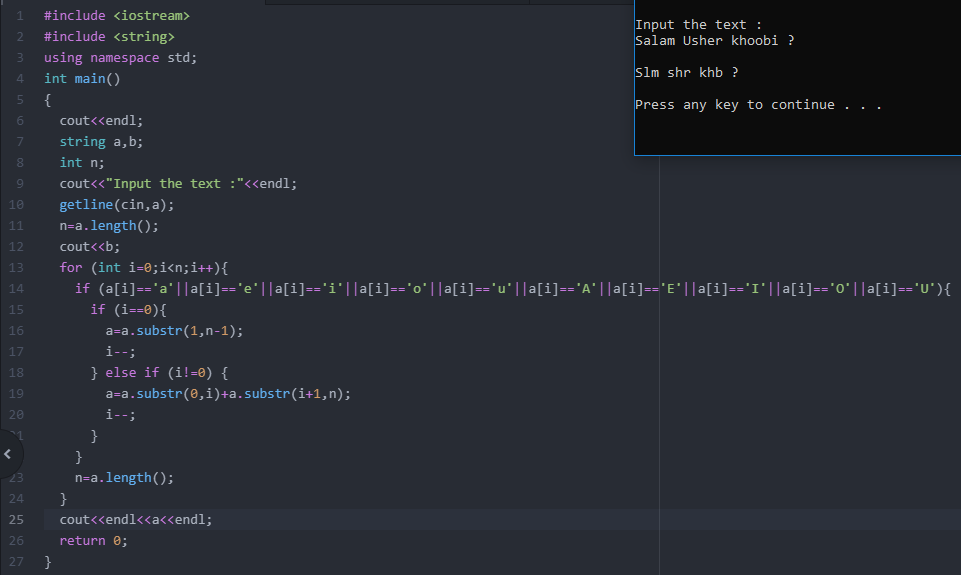 1 #include <iostream>
2 #include <string>
3 using namespace std;
4 int main()
5 {
6 cout<<endl;
7 string a,b;
8 int n;
9 cout<<"Input the text :"<<endl;
10 getline(cin,a);
11 n=a.length();
12 cout<<b;
13 for (int i=0;i<n;i++){
14 if (a[i]=='a'||a[i]=='e'||a[i]=='i'||a[i]=='o'||a[i]=='u'||a[i]=='A'||a[i]=='E'||a[i]=='I'||a[i]=='O'||a[i]=='U'){
15 if (i==0){
16 a=a.substr(1,n-1);
17 i--;
18 } else if (i!=0) {
19 a=a.substr(0,i)+a.substr(i+1,n);
20 i--;
21 }
}
23 n=a.length();
24 }
25 cout<<endl<<a<<endl;
26 return 0;
27 }
Input the text :
Salam Usher khoobi ?
Slm shr khb ?
Press any key to continue . . .